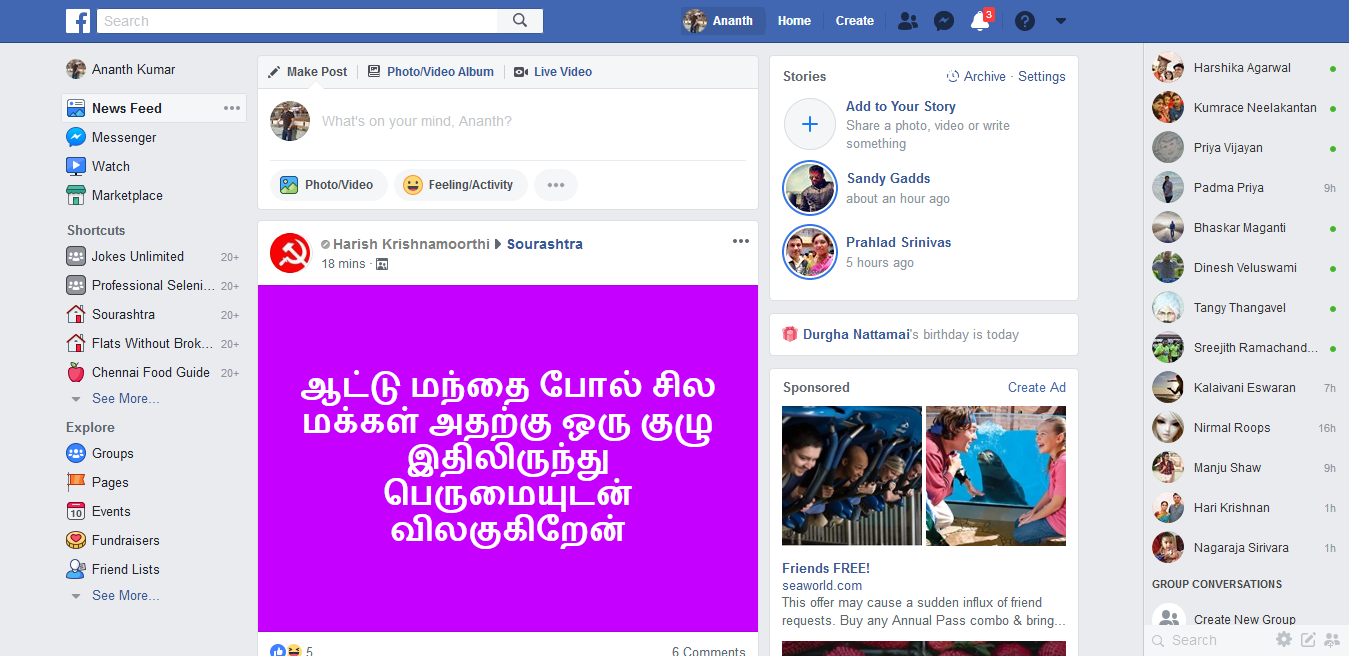 Search
Ananth
Home
Create
3
Ananth Kumar
News Feed
Messenger
Watch
Marketplace
Shortcuts
Jokes Unlimited 20+
Professional Seleni... 20+
Sourashtra 20+
Flats Without Brok... 20+
Chennai Food Guide 20+
See More...
Explore
Groups
Pages
10 Events
Fundraisers
Friend Lists
See More...
Make Post
Photo/Video Album
Live Video
What's on your mind, Ananth?
Photo/Video
Feeling/Activity
Harish Krishnamoorthi Sourashtra
18 mins ·
ஆட்டு மந்தை போல் சில
மக்கள் அதற்கு ஒரு குழு
இதிலிருந்து
பெருமையுடன்
விலகுகிறேன்
5
6 Comments
Stories
Archive · Settings
Add to Your Story
Share a photo, video or write
something
Sandy Gadds
about an hour ago
Prahlad Srinivas
5 hours ago
Durgha Nattamai's birthday is today
Sponsored
Create Ad
Friends FREE!
seaworld.com
This offer may cause a sudden influx of friend
requests. Buy any Annual Pass combo & bring...
Harshika Agarwal
Kumrace Neelakantan
Priya Vijayan
Padma Priya 9h
Bhaskar Maganti
Dinesh Veluswami
Tangy Thangavel
Sreejith Ramachand...
Kalaivani Eswaran 7h
Nirmal Roops 16h
Manju Shaw 9h
Hari Krishnan 1h
Nagaraja Sirivara 1h
GROUP CONVERSATIONS
Create New Group
Search